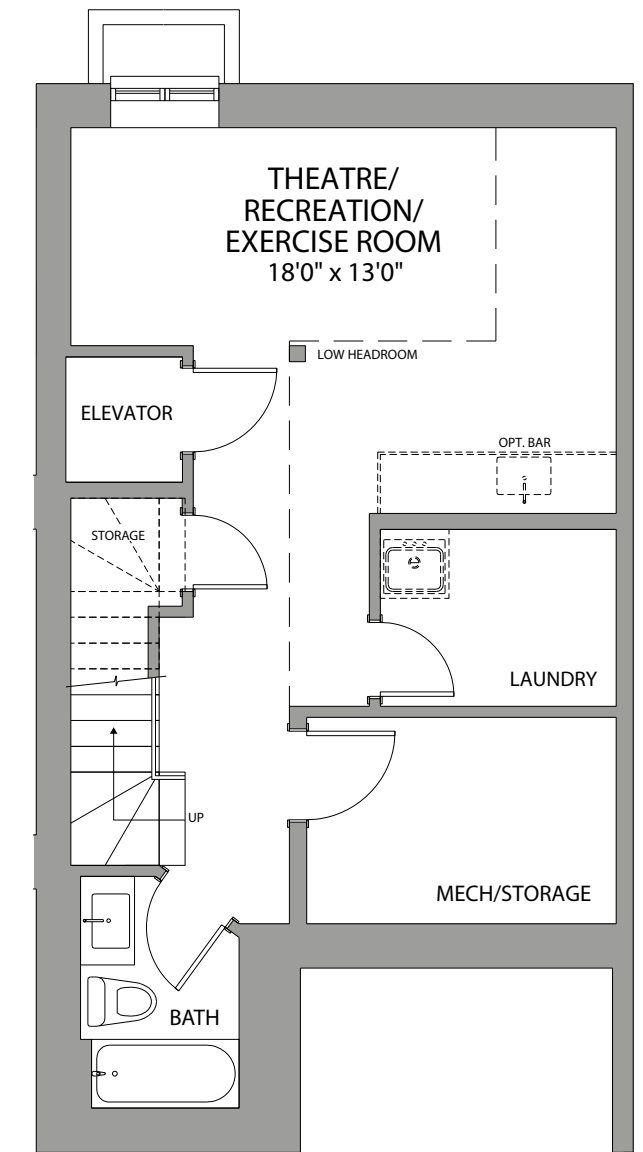 THEATRE/
RECREATION/
EXERCISE ROOM
18'0" x 13'0"
LOW HEADROOM
ELEVATOR
OPT. BAR
STORAGE
LAUNDRY
UP
MECH/STORAGE
BATH